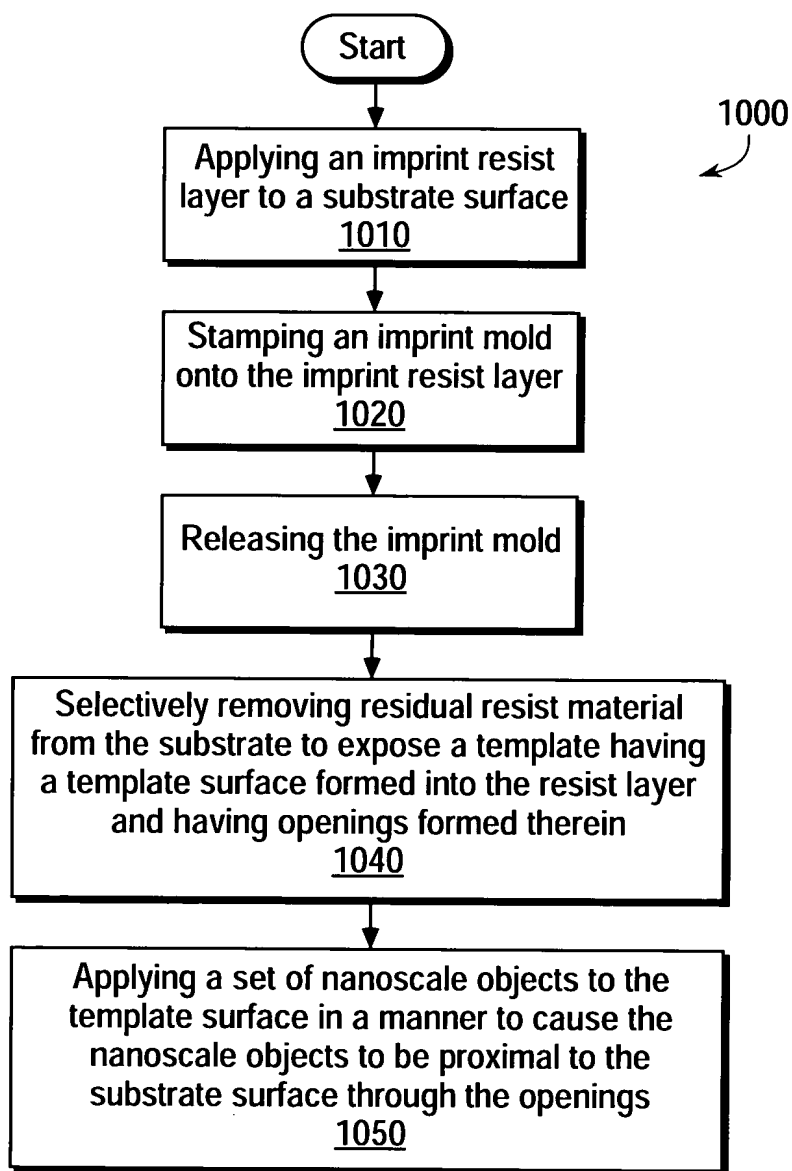 Start
1000
Applying an imprint resist
layer to a substrate surface
1010
Stamping an imprint mold
onto the imprint resist layer
1020
Releasing the imprint mold
1030
Selectively removing residual resist material
from the substrate to expose a template having
a template surface formed into the resist layer
and having openings formed therein
1040
Applying a set of nanoscale objects to the
template surface in a manner to cause the
nanoscale objects to be proximal to the
substrate surface through the openings
1050